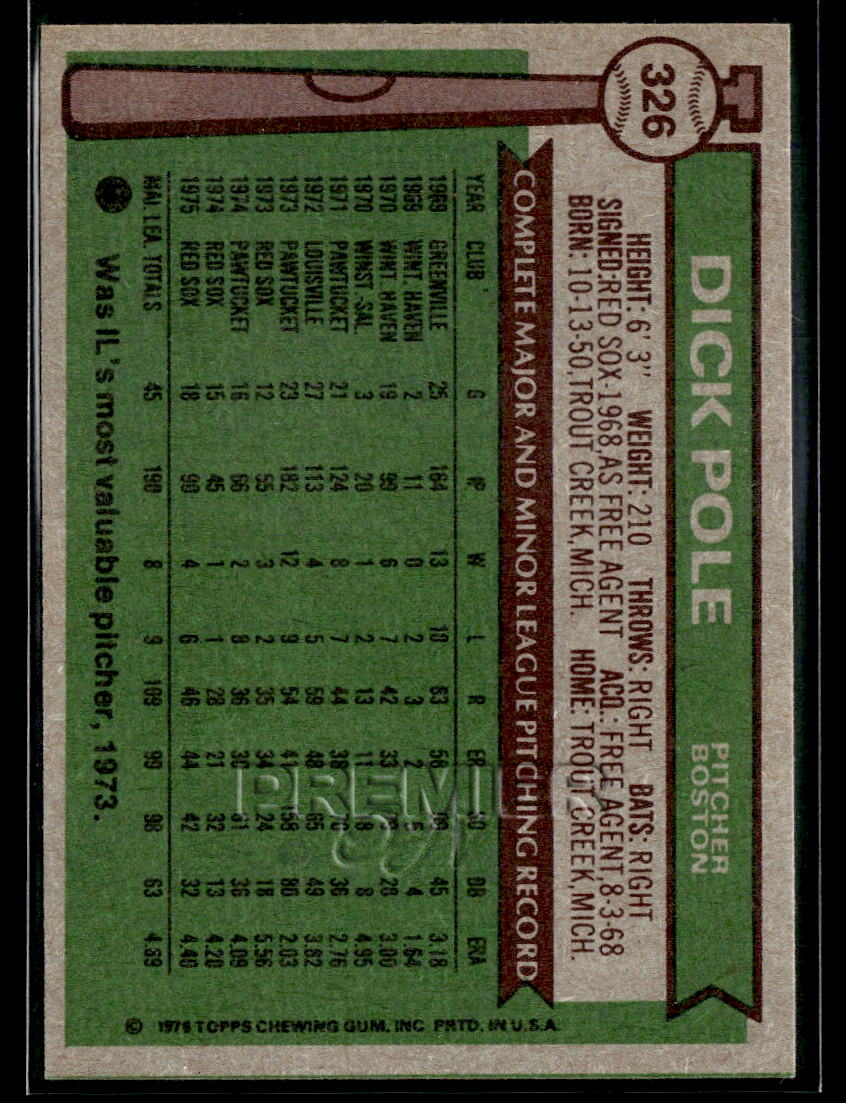 326
DICK POLE
PITCHER
BOSTON
HEIGHT: 6' 3" WEIGHT: 210 THROWS: RIGHT BATS: RIGHT
SIGNED: RED SOX-1968, AS FREE AGENT ACQ.: FREE AGENT, 8-3-68
BORN: 10-13-50, TROUT CREEK, MICH. HOME: TROUT CREEK, MICH.
COMPLETE MAJOR AND MINOR LEAGUE PITCHING RECORD
YEAR CLUB G IP W L R ER SO BB ERA
1969 GREENVILLE 25 164 13 10 83 58 45 3.18
1969 WINT. HAVEN 2 11 0 2 3 2 5 4 1.64
1970 WINT. HAVEN 19 99 6 7 42 33 28 3.00
1970 WINST.-SAL. 3 20 1 2 13 11 8 8 4.95
1971 PAWTUCKET 21 124 8 7 44 38 70 36 2.76
1972 LOUISVILLE 27 113 4 5 59 48 65 49 3.82
1973 PAWTUCKET 23 182 12 9 54 41 158 86 2.03
1973 RED SOX 12 55 3 2 35 34 24 18 5.56
1974 PAWTUCKET 16 66 2 8 36 30 61 36 4.09
1974 RED SOX 15 45 1 1 28 21 32 13 4.20
1975 RED SOX 18 90 4 6 46 44 42 32 4.40
MAJ. LEA. TOTALS 45 190 8 9 109 99 98 63 4.69
Was IL's most valuable pitcher, 1973.
© 1976 TOPPS CHEWING GUM, INC. PRTD. IN U.S.A.